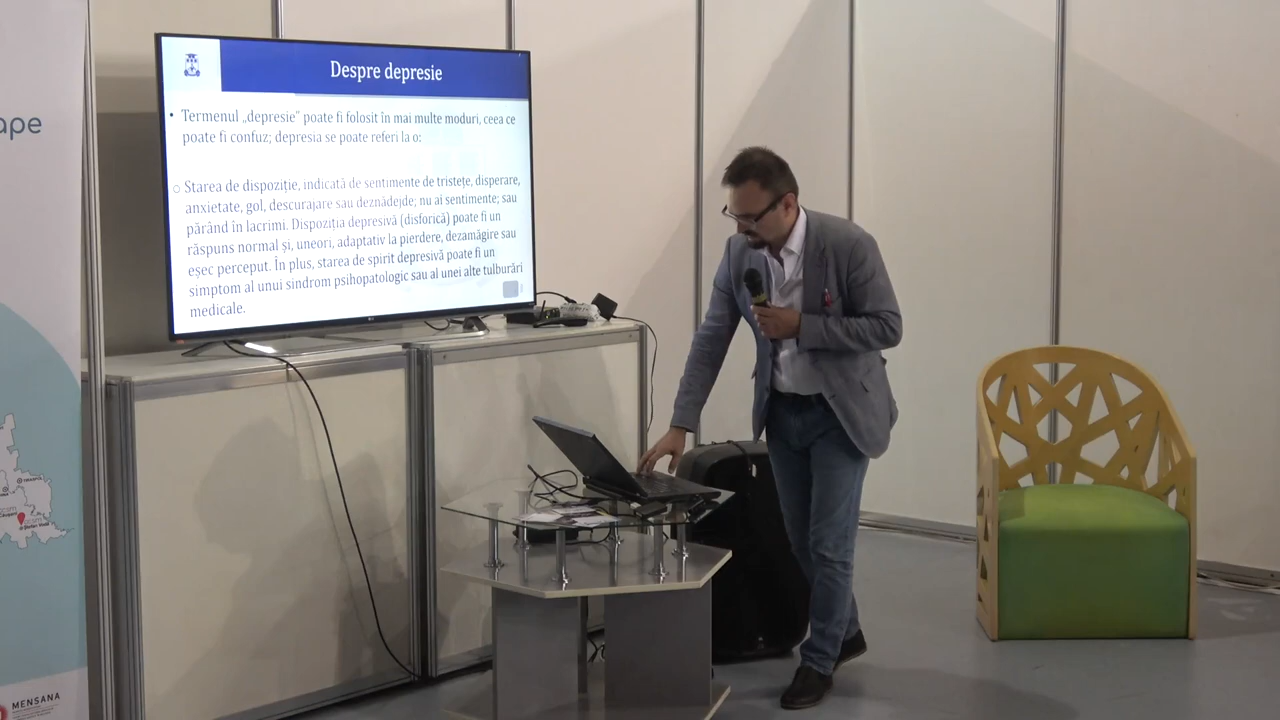 ape
Despre depresie
• Termenul „depresie” poate fi folosit în mai multe moduri, ceea ce
poate fi confuz; depresia se poate referi la o:
○ Starea de dispoziție, indicată de sentimente de tristețe, disperare,
anxietate, gol, descurajare sau deznădejde; nu ai sentimente; sau
părând în lacrimi. Dispoziția depresivă (disforică) poate fi un
răspuns normal și, uneori, adaptativ la pierdere, dezamăgire sau
eșec perceput. În plus, starea de spirit depresivă poate fi un
simptom al unui sindrom psihopatologic sau al unei alte tulburări
medicale.
MENSANA